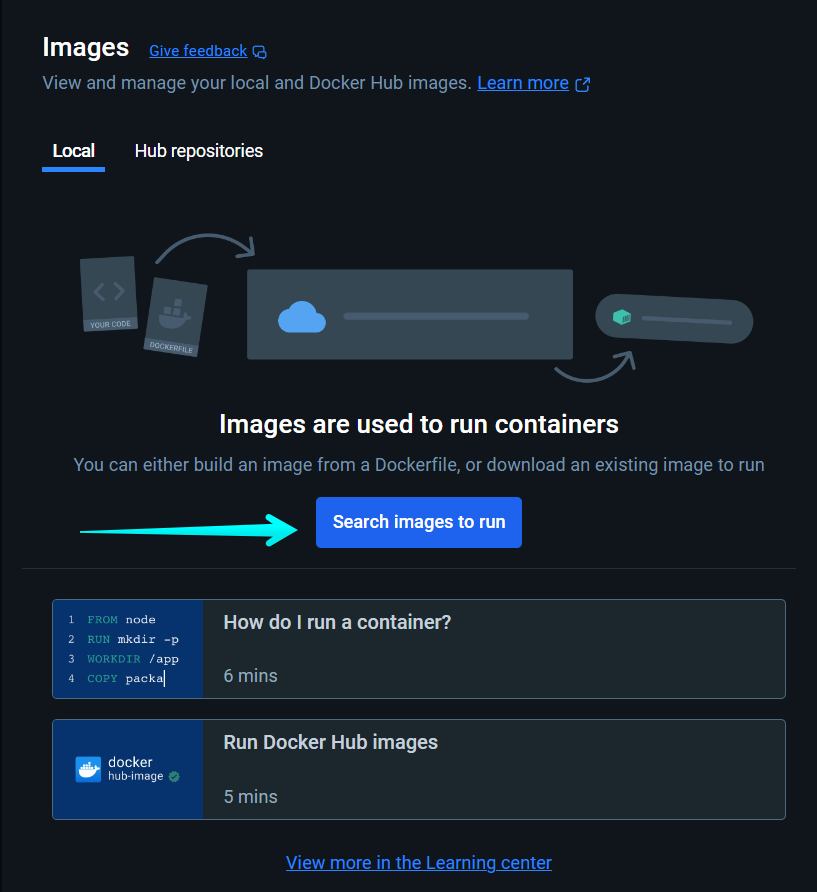 Images Give feedback
View and manage your local and Docker Hub images. Learn more
Local Hub repositories
YOUR CODE
DOCKERFILE
Images are used to run containers
You can either build an image from a Dockerfile, or download an existing image to run
Search images to run
1 FROM node
2 RUN mkdir -p
3 WORKDIR /app
4 COPY packa
How do I run a container?
6 mins
docker
hub-image
Run Docker Hub images
5 mins
View more in the Learning center